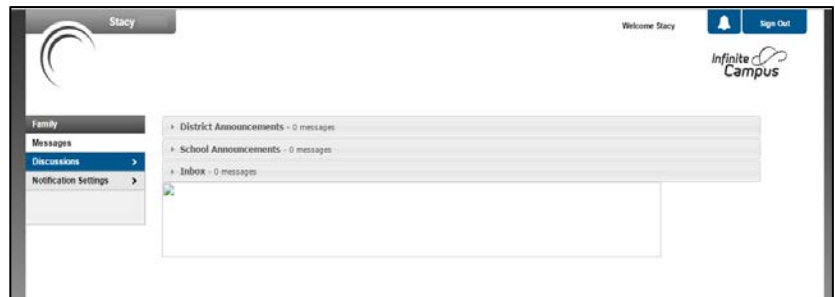 Stacy
Welcome Stacy
Sign Out
Infinite
Campus
Family
Messages
Discussions
Notification Settings
District Announcements - 0 messages
School Announcements - 0 messages
Inbox - 0 messages